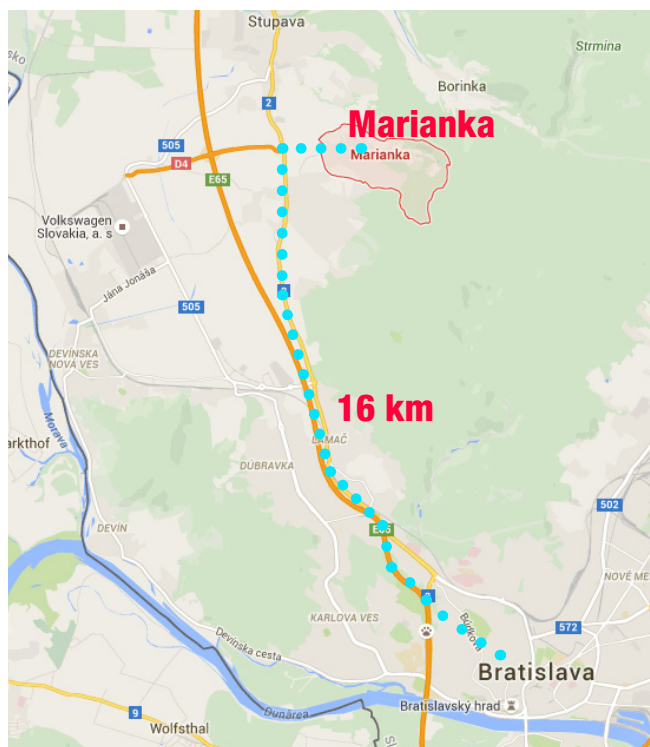 Stupava
Strmina
2
Borinka
Marianka
505
Marianka
D4
E65
Volkswagen
Slovakia, a. s
Jána Jonáša
2
505
DEVÍNSKA
NOVÁ VES
16 km
Morava
arkthof
LAMAČ
DÚBRAVKA
502
DEVÍN
E65
NOVÉ ME
2
KARLOVA VES
Búdková
572
Devínska cesta
Bratislava
Bratislavský hrad
9
Dunărea
Wolfsthal